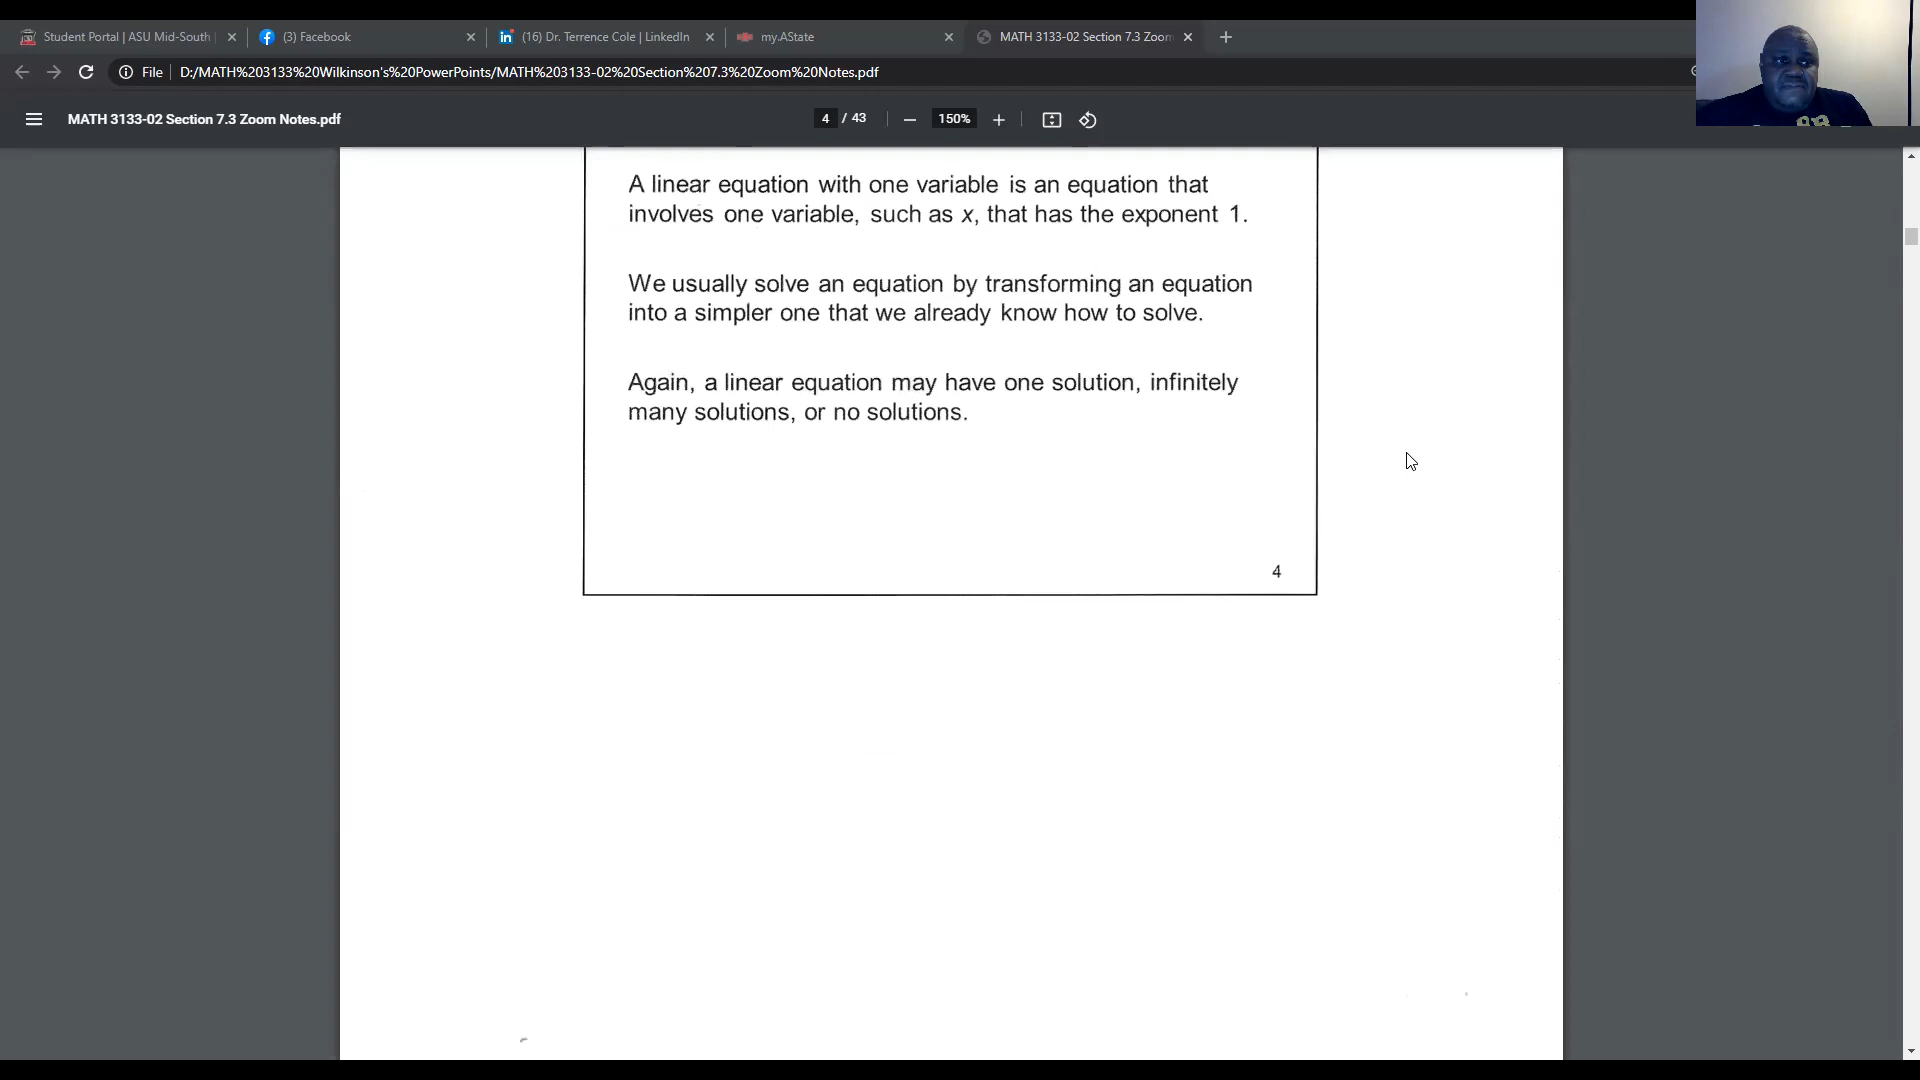 Student Portal | ASU Mid-South |
(3) Facebook
(16) Dr. Terrence Cole | LinkedIn
my.AState
MATH 3133-02 Section 7.3 Zoom
File
D:/MATH%203133%20Wilkinson's%20PowerPoints/MATH%203133-02%20Section%207.3%20Zoom%20Notes.pdf
MATH 3133-02 Section 7.3 Zoom Notes.pdf
4 / 43
150%
A linear equation with one variable is an equation that
involves one variable, such as x, that has the exponent 1.
We usually solve an equation by transforming an equation
into a simpler one that we already know how to solve.
Again, a linear equation may have one solution, infinitely
many solutions, or no solutions.
4